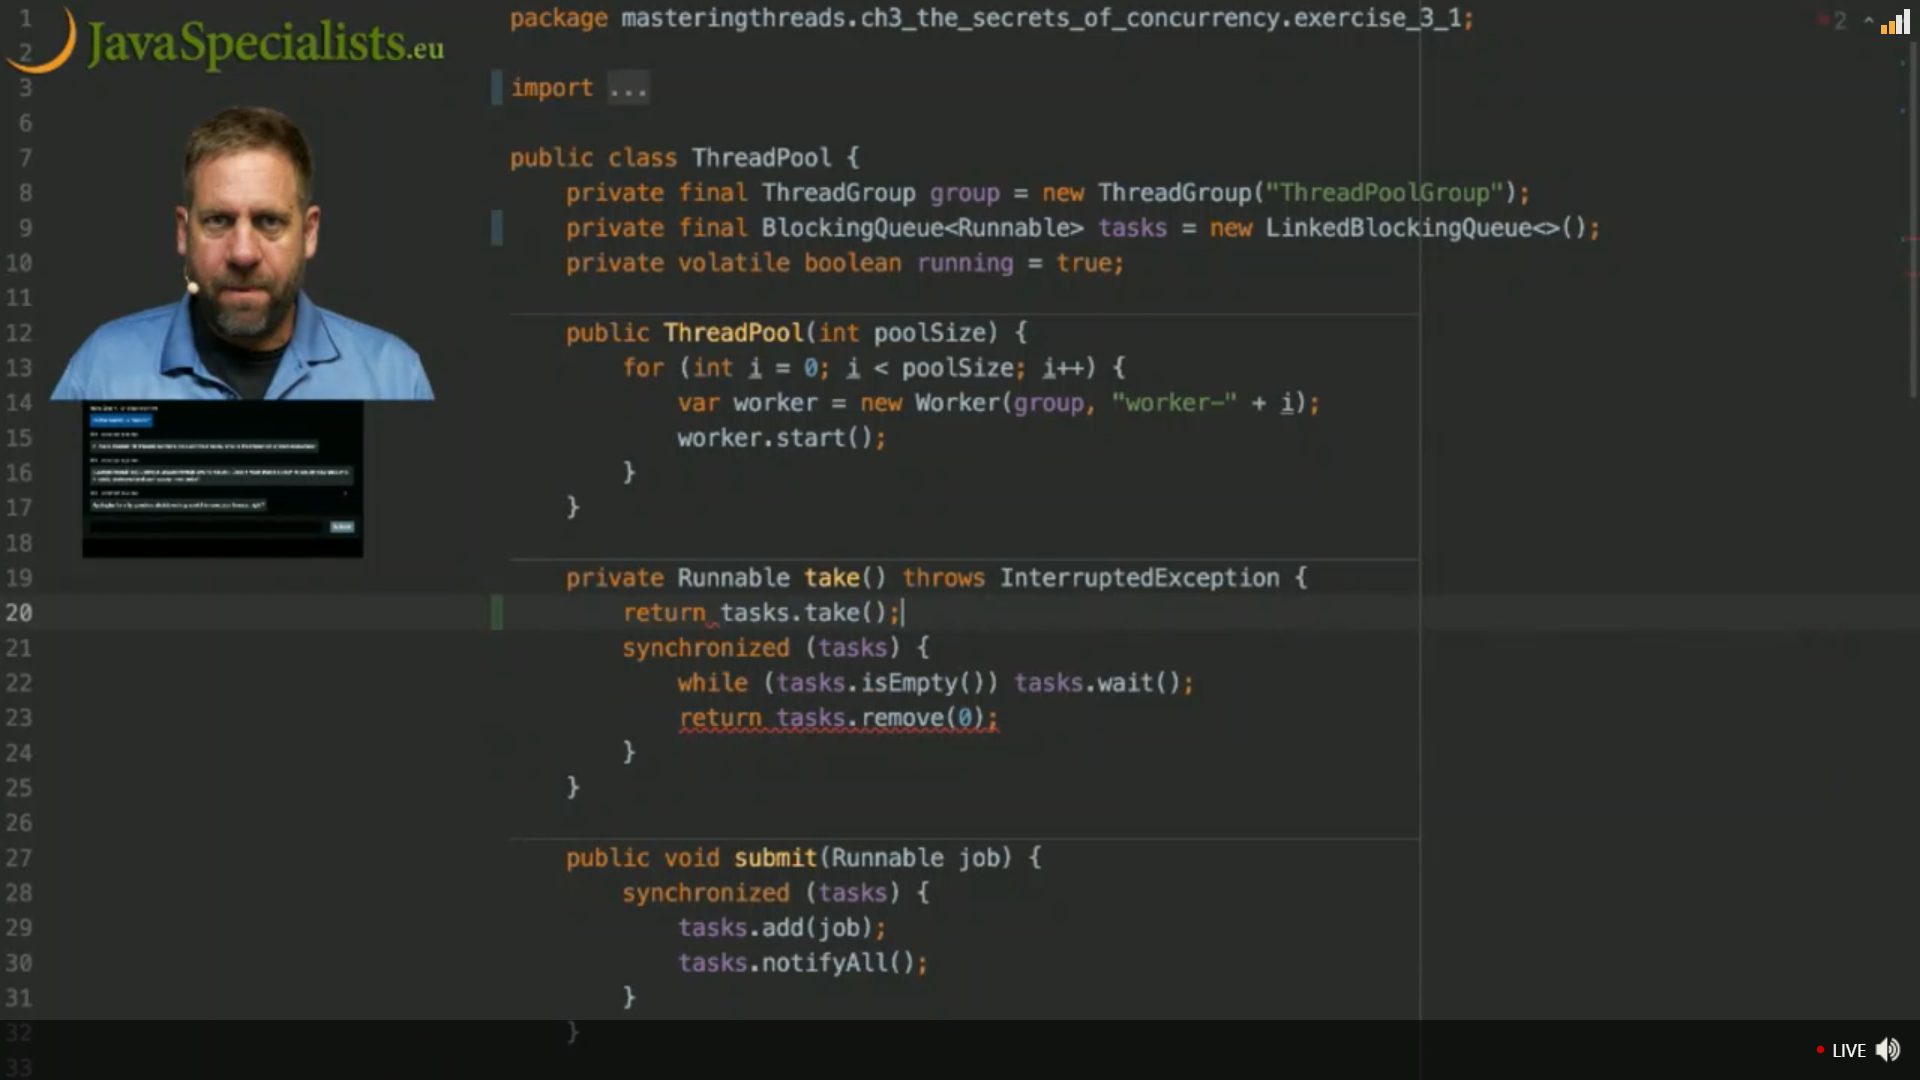 JavaSpecialists.eu
1 package masteringthreads.ch3_the_secrets_of_concurrency.exercise_3_1;
2
3 import ...
6
7 public class ThreadPool {
8 private final ThreadGroup group = new ThreadGroup("ThreadPoolGroup");
9 private final BlockingQueue<Runnable> tasks = new LinkedBlockingQueue<>();
10 private volatile boolean running = true;
11
12 public ThreadPool(int poolSize) {
13 for (int i = 0; i < poolSize; i++) {
14 var worker = new Worker(group, "worker-" + i);
15 worker.start();
16 }
17 }
18
19 private Runnable take() throws InterruptedException {
20 return tasks.take();
21 synchronized (tasks) {
22 while (tasks.isEmpty()) tasks.wait();
23 return tasks.remove(0);
24 }
25 }
26
27 public void submit(Runnable job) {
28 synchronized (tasks) {
29 tasks.add(job);
30 tasks.notifyAll();
31 }
32 }
33
2
LIVE